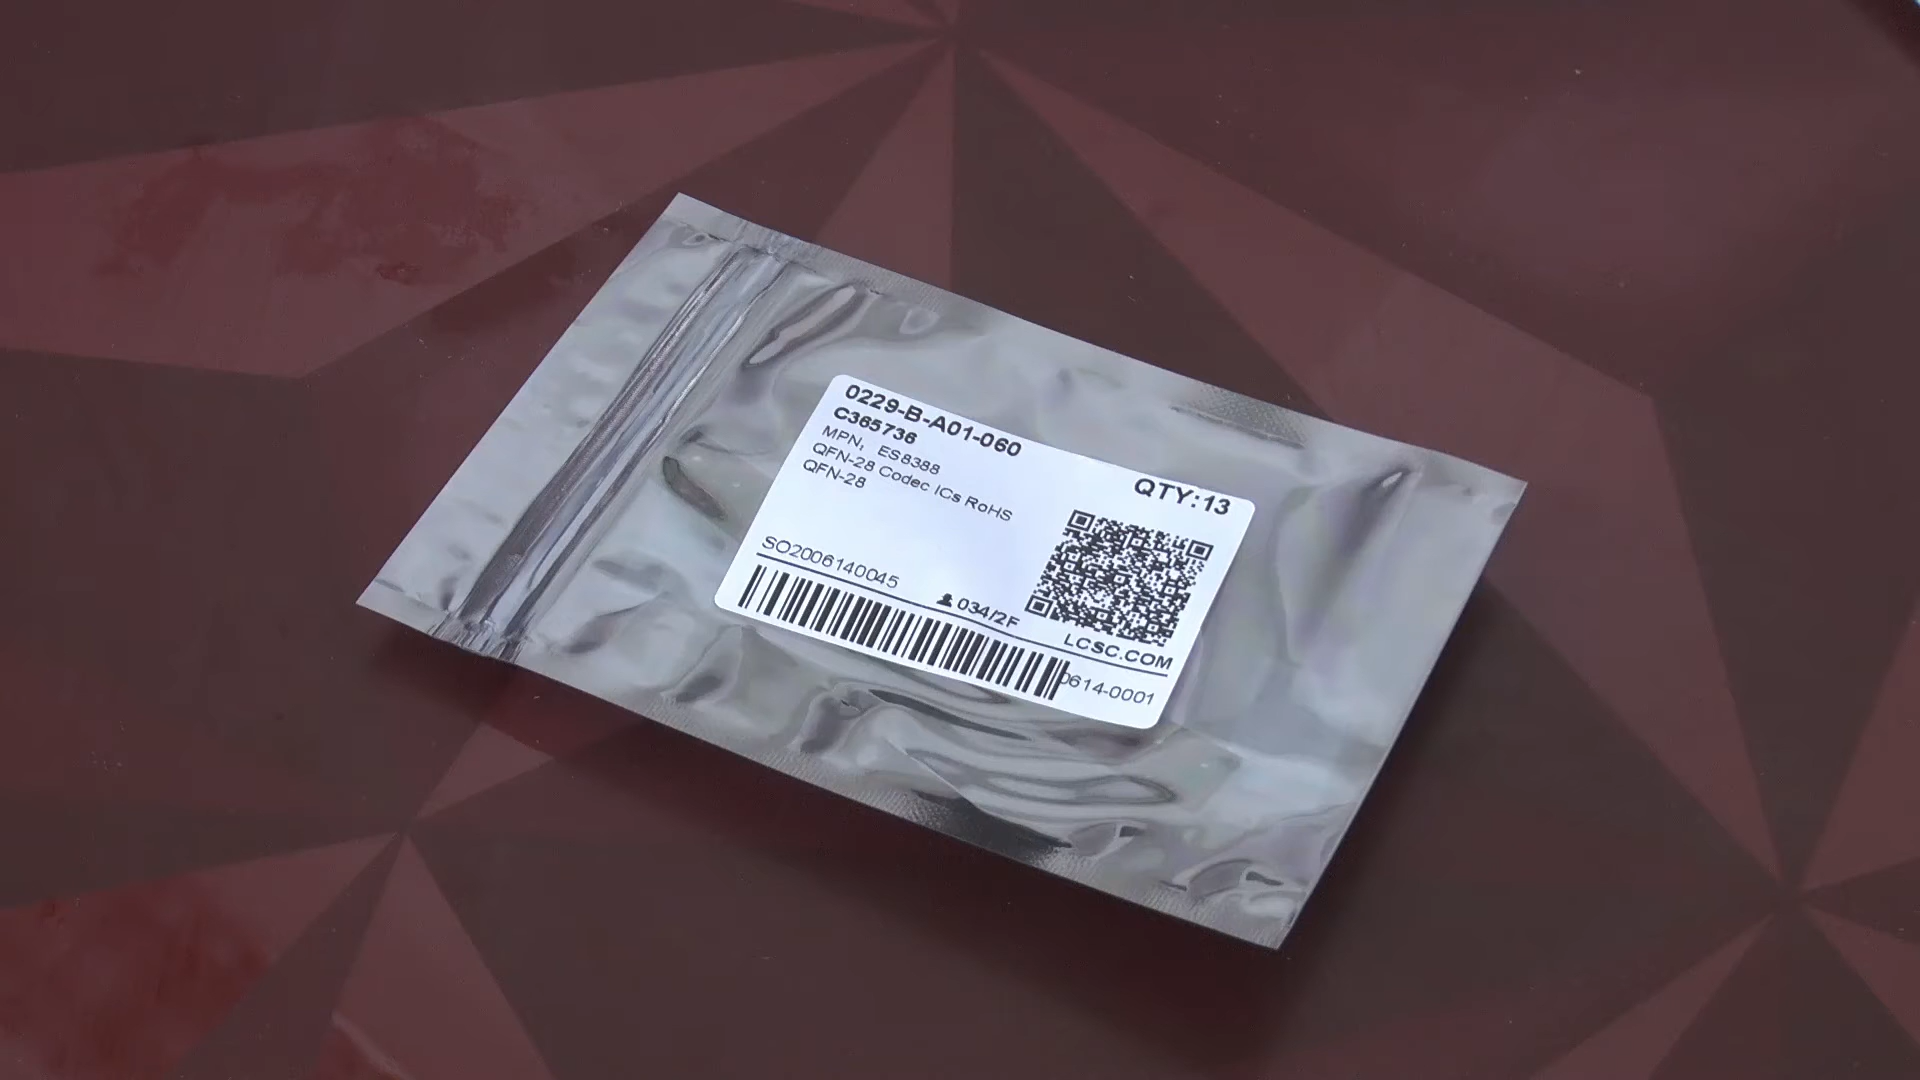 0229-B-A01-060
C365736
MPN: ES8388
QFN-28 Codec ICs RoHS
QFN-28
QTY:13
SO2006140045
034/2F
LCSC.COM
0614-0001